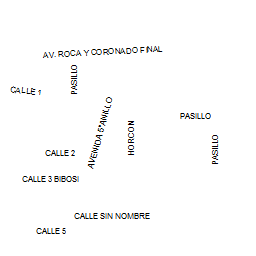 AV. ROCA Y CORONADO FINAL
PASILLO
CALLE 1
AVENIDA 6°ANILLO
PASILLO
HORCON
PASILLO
CALLE 2
CALLE 3 BIBOSI
CALLE SIN NOMBRE
CALLE 5